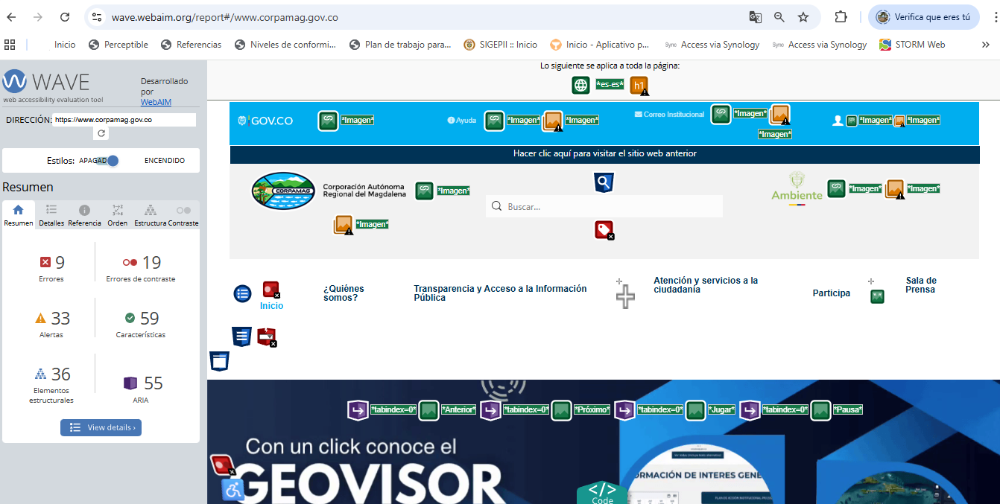 wave.webaim.org/report#/www.corpamag.gov.co
Verifica que eres tú
Inicio
Perceptible
Referencias
Niveles de conformi...
Plan de trabajo para...
SIGEPII :: Inicio
Inicio - Aplicativo p...
Sync Access via Synology
Sync Access via Synology
STORM Web
WAVE
web accessibility evaluation tool
Desarrollado
por
WebAIM
DIRECCIÓN: https://www.corpamag.gov.co
Estilos: APAGADO ENCENDIDO
Resumen
Resumen Detalles Referencia Orden Estructura Contraste
9
Errores
19
Errores de contraste
33
Alertas
59
Características
36
Elementos
estructurales
55
ARIA
View details ›
Lo siguiente se aplica a toda la página:
*es-es* h1
GOV.CO *Imagen* Ayuda *Imagen* *Imagen* Correo Institucional *Imagen* *Imagen* *Imagen*
*Imagen*
Hacer clic aquí para visitar el sitio web anterior
CORPAMAG
Corporación Autónoma
Regional del Magdalena
*Imagen*
*Imagen*
Buscar...
Ambiente
*Imagen* *Imagen*
Inicio
¿Quiénes
somos?
Transparencia y Acceso a la Información
Pública
Atención y servicios a la
ciudadanía
Participa
Sala de
Prensa
*tabindex=0* *Anterior* *tabindex=0* *Próximo* *tabindex=0* *Jugar* *tabindex=0* *Pausa*
Con un click conoce el
GEOVISOR
ORMACIÓN DE INTERES GENE
</>
Code